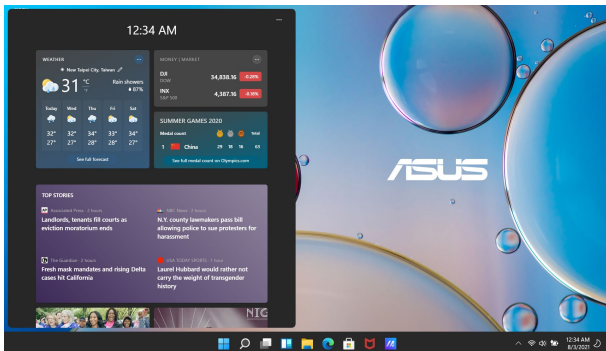 12:34 AM
WEATHER
New Taipei City, Taiwan
31 °C
Rain showers
87%
Today Wed Thu Fri Sat
32° 32° 34° 33° 34°
27° 27° 28° 27° 27°
See full forecast
MONEY | MARKET
DJI 34,838.16 -0.28%
DOW
INX 4,387.16 -0.18%
S&P 500
SUMMER GAMES 2020
Medal count Total
1 China 29 18 16 63
See full medal count on Olympics.com
TOP STORIES
Associated Press · 2 hours
Landlords, tenants fill courts as
eviction moratorium ends
NBC News · 2 hours
N.Y. county lawmakers pass bill
allowing police to sue protesters for
harassment
The Guardian · 2 hours
Fresh mask mandates and rising Delta
cases hit California
USA TODAY SPORTS · 1 hour
Laurel Hubbard would rather not
carry the weight of transgender
history
NIC
ASUS
12:34 AM
8/3/2021